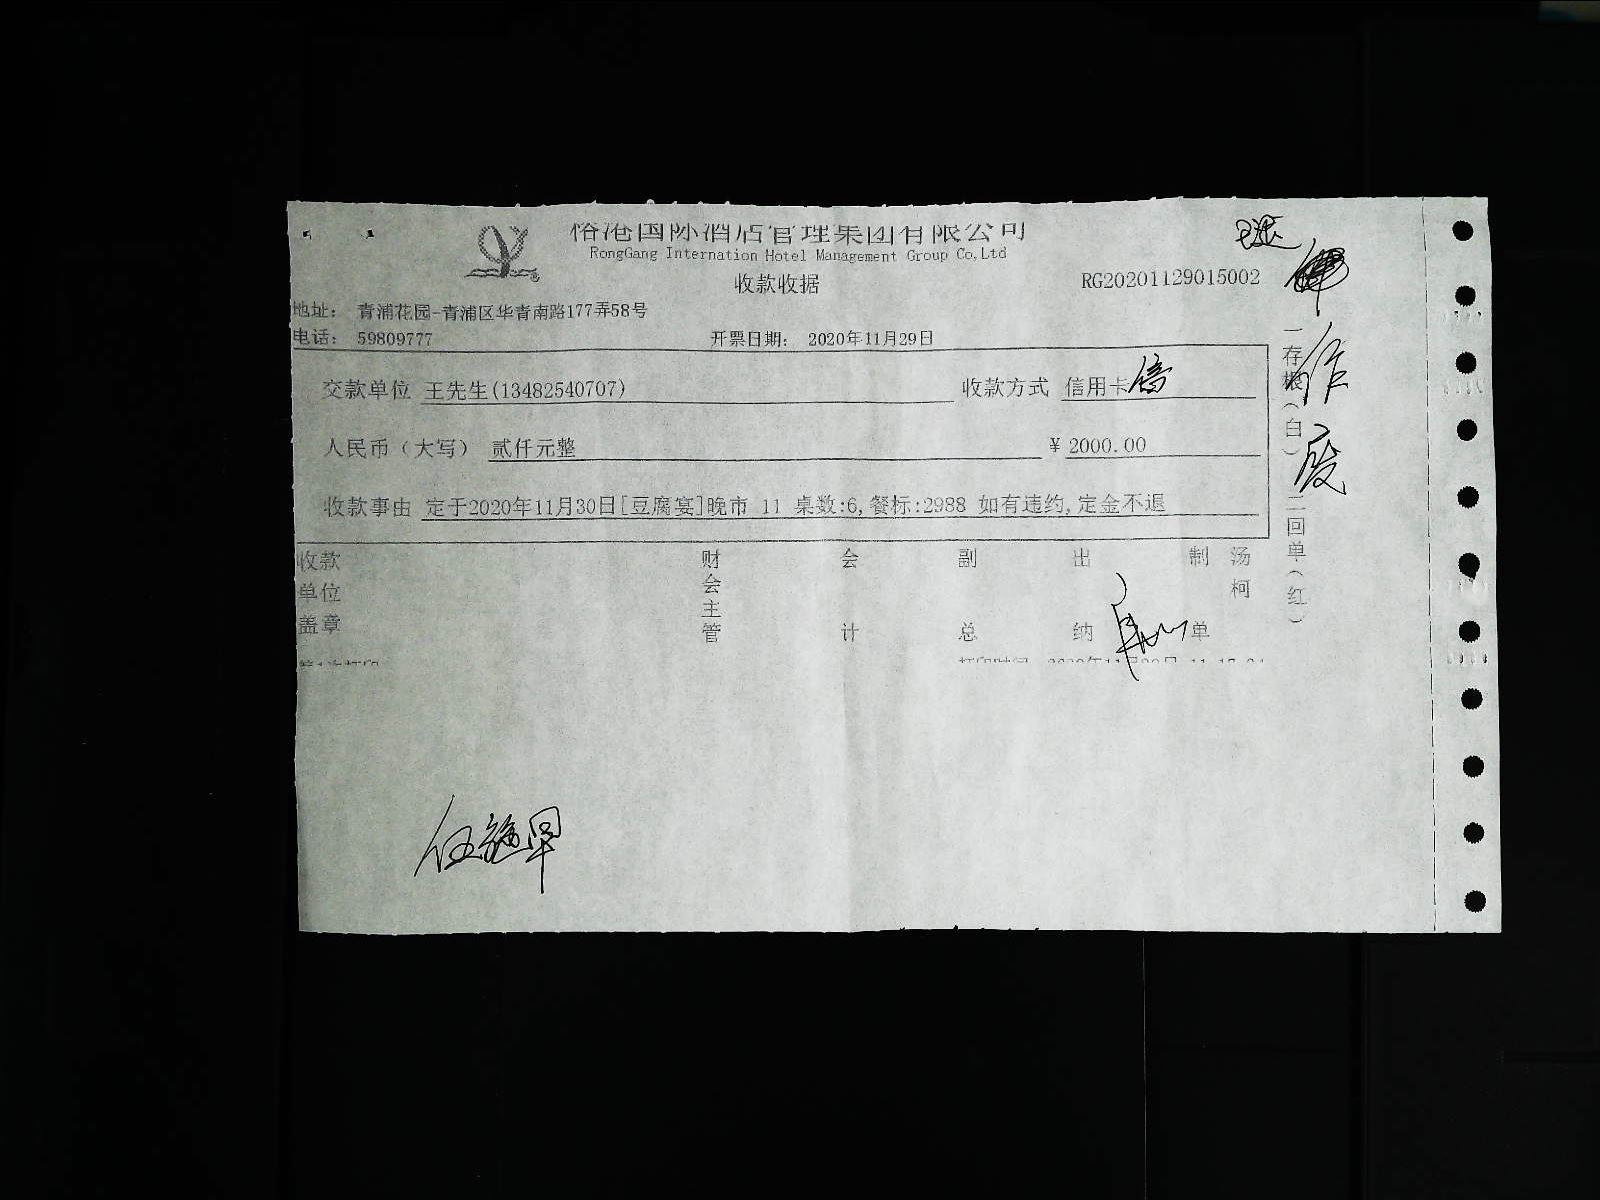 熔港国际酒店管理集团有限公司
RongGang Internation Hotel Management Group Co,Ltd
收款收据
RG20201129015002
地址： 青浦花园-青浦区华青南路177弄58号
电话： 59809777
开票日期： 2020年11月29日
交款单位 王先生(13482540707)
收款方式 信用卡
人民币（大写） 贰仟元整
￥ 2000.00
收款事由 定于2020年11月30日[豆腐宴]晚市 11 桌数:6,餐标:2988 如有违约,定金不退
收款单位盖章
财会主管
会计
副总
出纳
制单
汤柯
一存根（白）
二回单（红）
作废